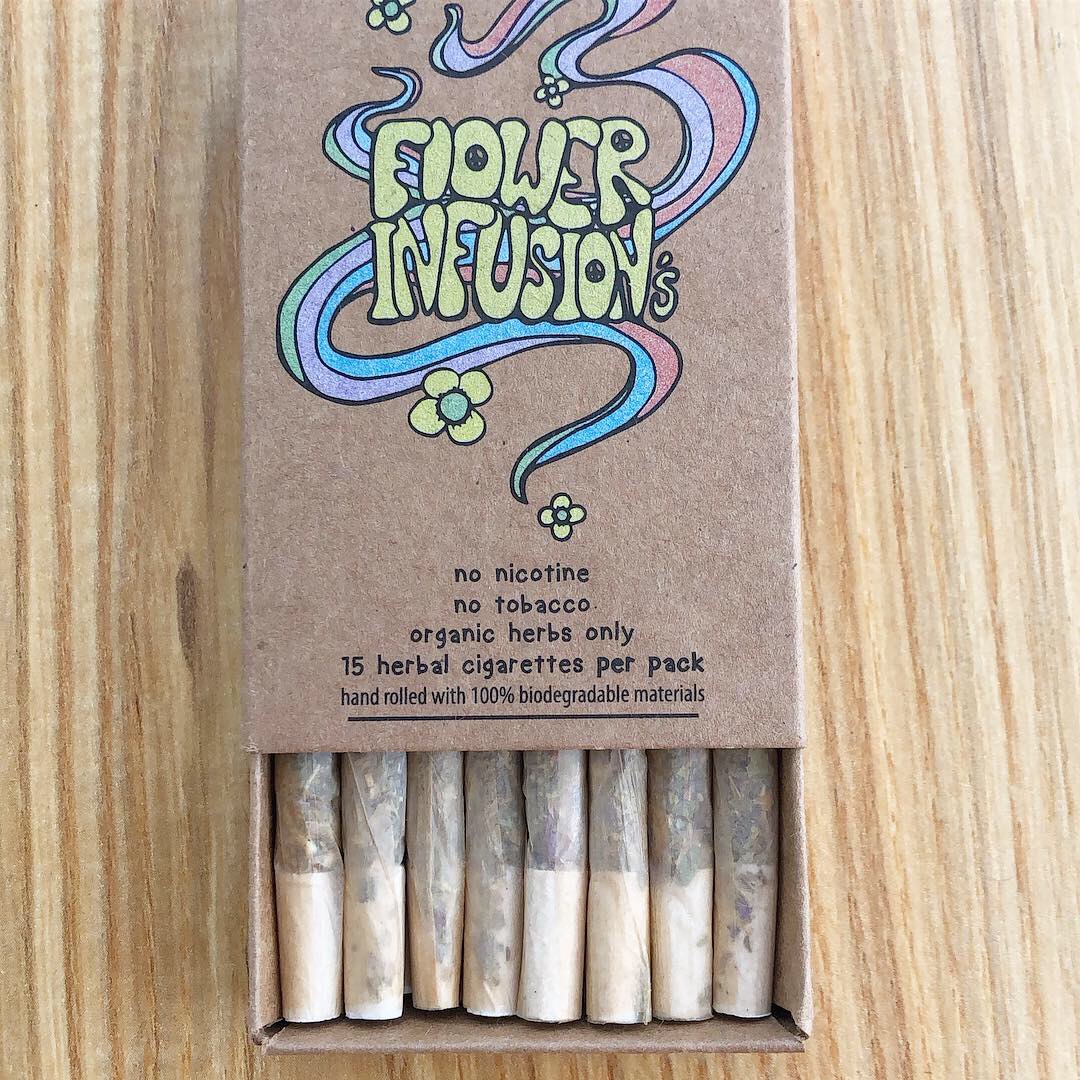 FlOWER
INFUSION's
no nicotine
no tobacco
organic herbs only
15 herbal cigarettes per pack
hand rolled with 100% biodegradable materials